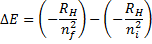 ΔE = (−R_H/n_f²) − (−R_H/n_i²)